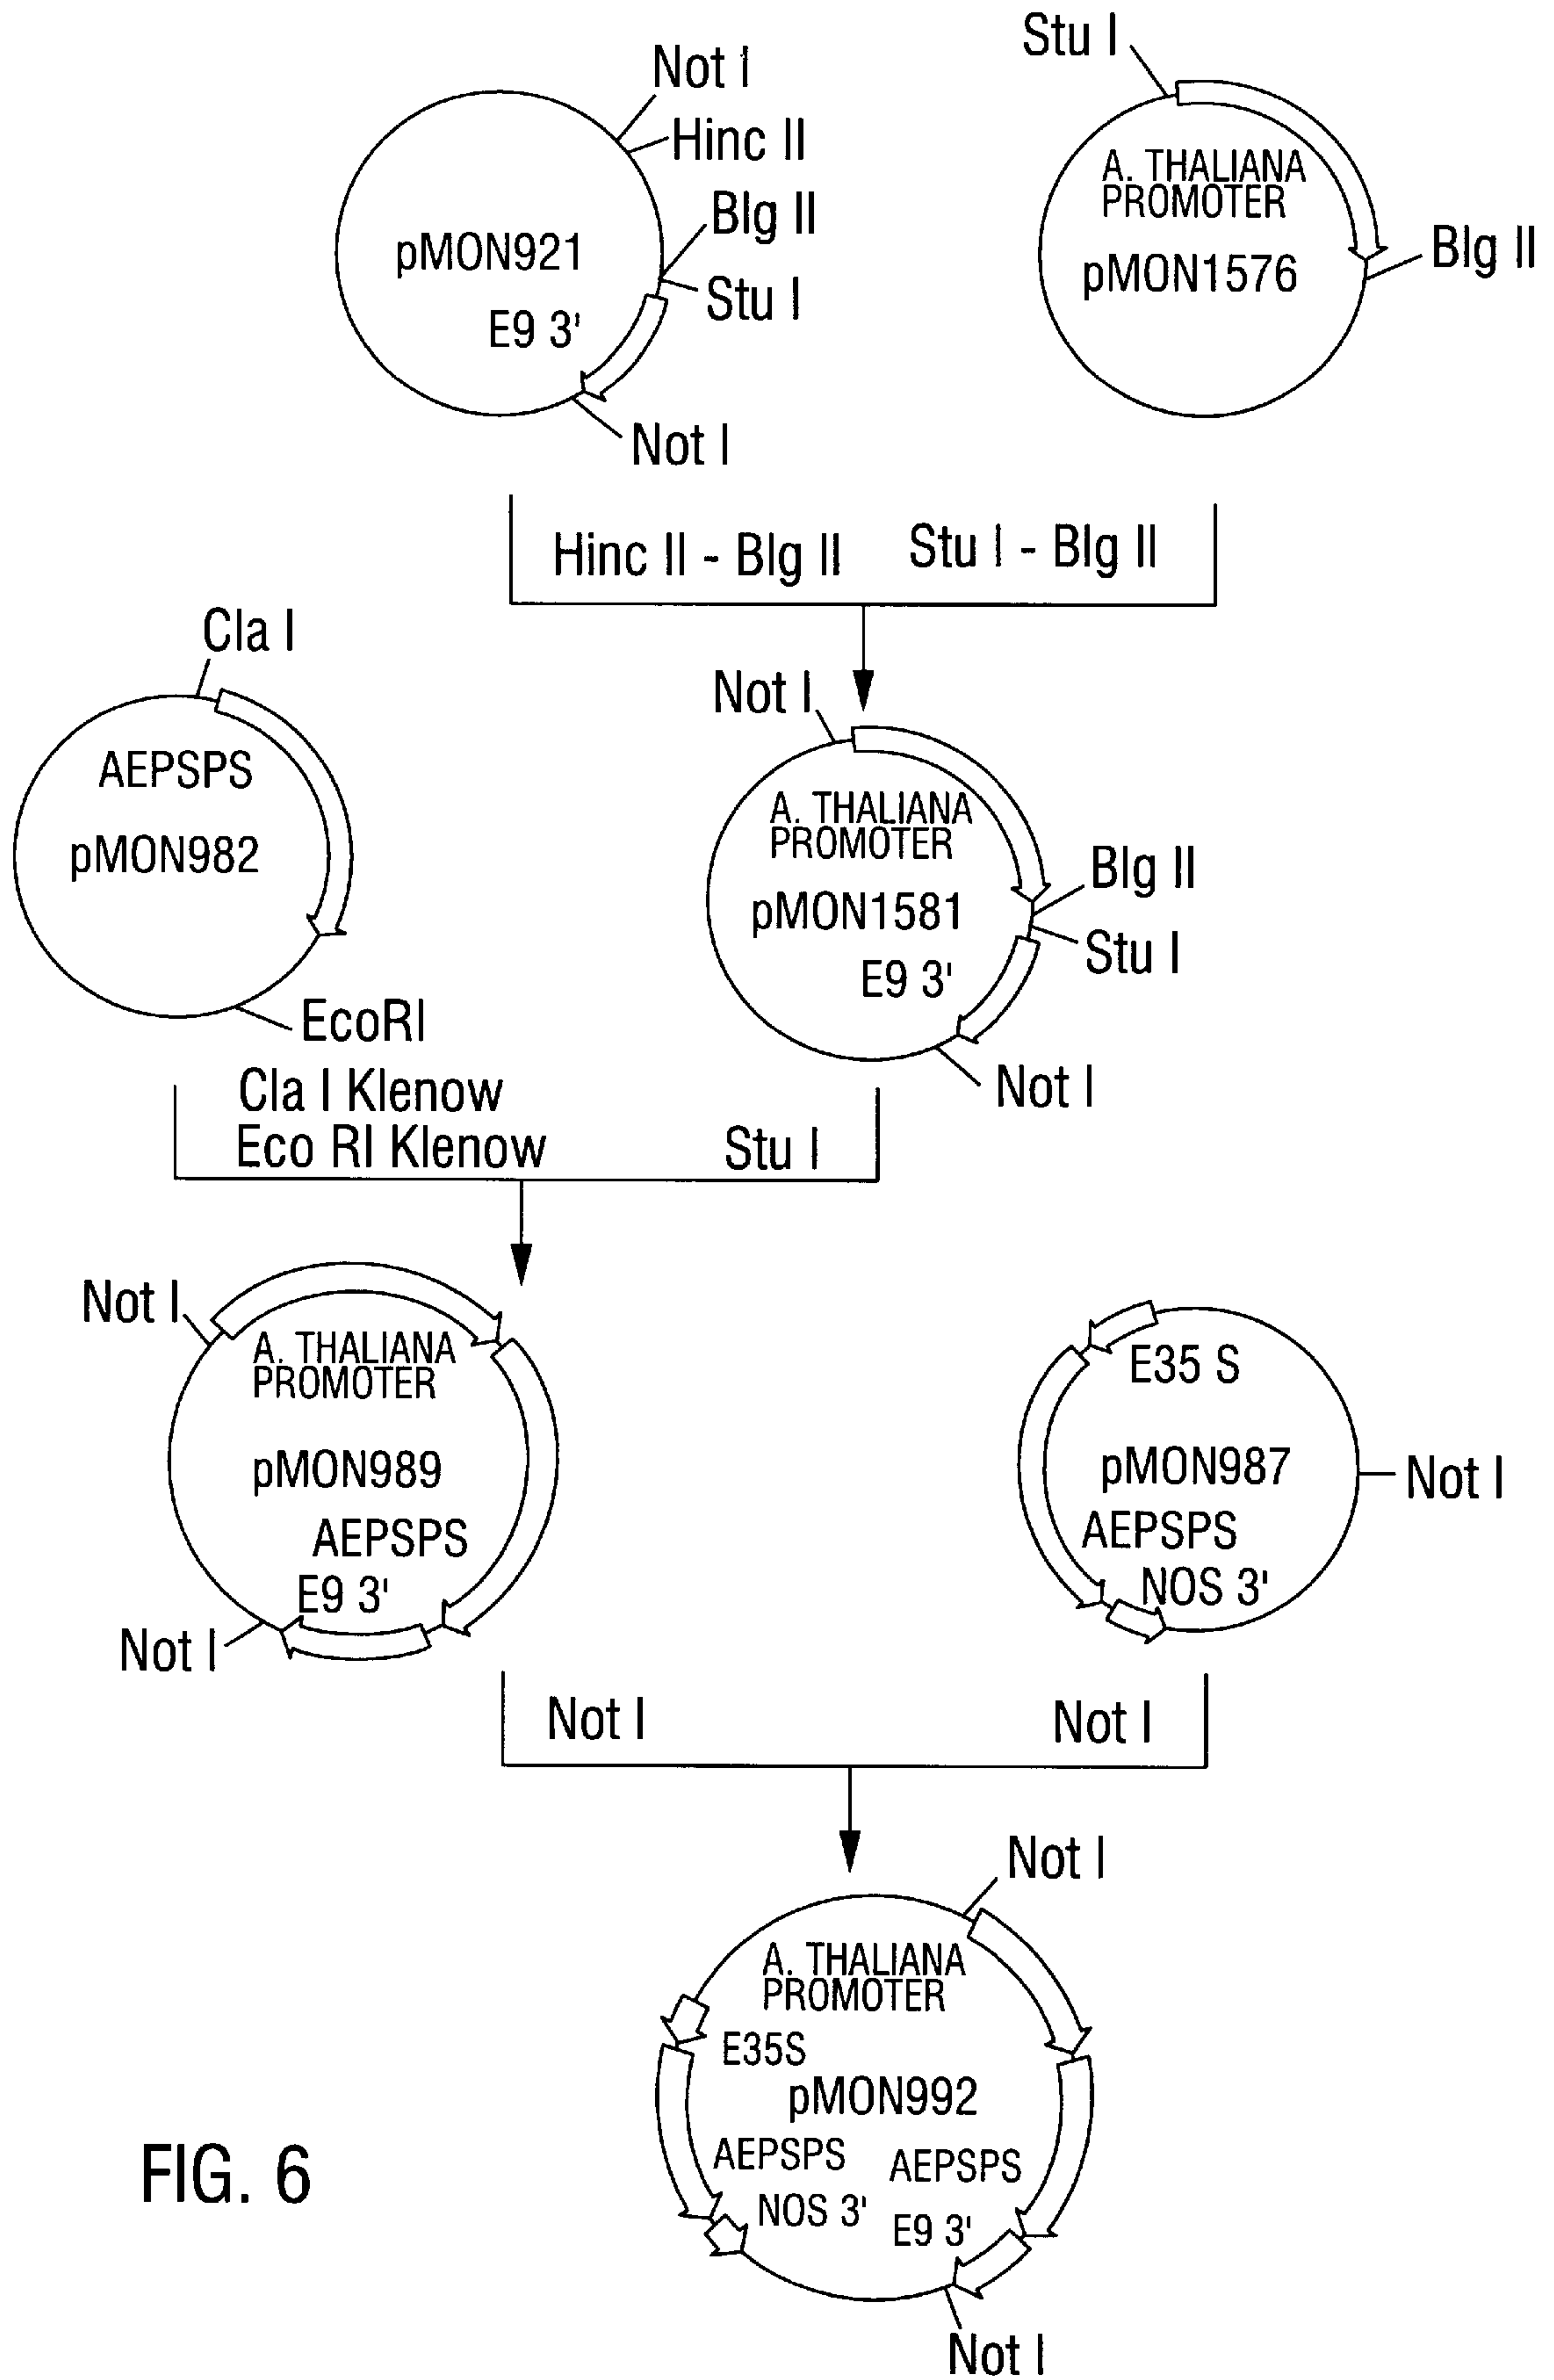 Not I
Hinc II
Blg II
pMON921
Stu I
E9 3'
Not I
Stu I
A. THALIANA
PROMOTER
pMON1576
Blg II
Hinc II - Blg II
Stu I - Blg II
Cla I
AEPSPS
pMON982
EcoRI
Not I
A. THALIANA
PROMOTER
Blg II
pMON1581
Stu I
E9 3'
Not I
Cla I Klenow
Eco RI Klenow
Stu I
Not I
A. THALIANA
PROMOTER
pMON989
AEPSPS
E9 3'
Not I
E35 S
pMON987
Not I
AEPSPS
NOS 3'
Not I
Not I
Not I
A. THALIANA
PROMOTER
E35S
pMON992
AEPSPS
AEPSPS
NOS 3'
E9 3'
Not I
FIG. 6